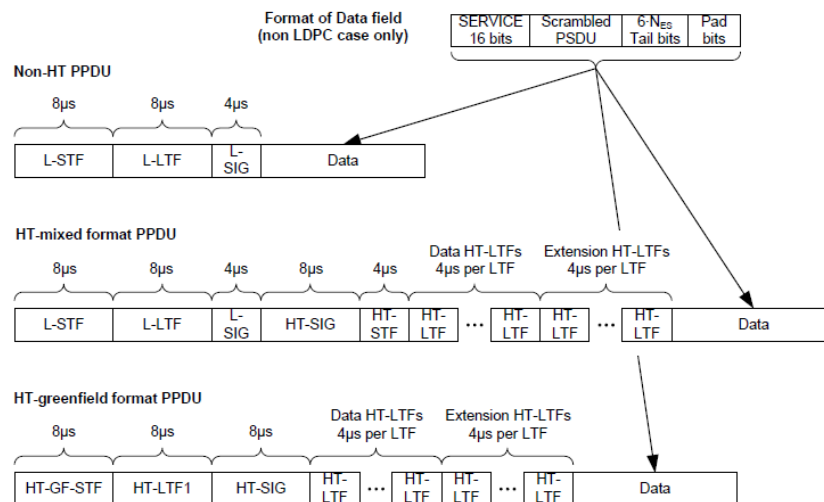 Format of Data field
(non LDPC case only)
SERVICE
16 bits
Scrambled
PSDU
6·NES
Tail bits
Pad
bits
Non-HT PPDU
8µs 8µs 4µs
L-STF L-LTF L-
SIG Data
HT-mixed format PPDU
Data HT-LTFs
4µs per LTF
Extension HT-LTFs
4µs per LTF
8µs 8µs 4µs 8µs 4µs
L-STF L-LTF L-
SIG HT-SIG HT-
STF HT-
LTF ... HT-
LTF HT-
LTF ... HT-
LTF Data
HT-greenfield format PPDU
Data HT-LTFs
4µs per LTF
Extension HT-LTFs
4µs per LTF
8µs 8µs 8µs
HT-GF-STF HT-LTF1 HT-SIG HT-
LTF ... HT-
LTF HT-
LTF ... HT-
LTF Data